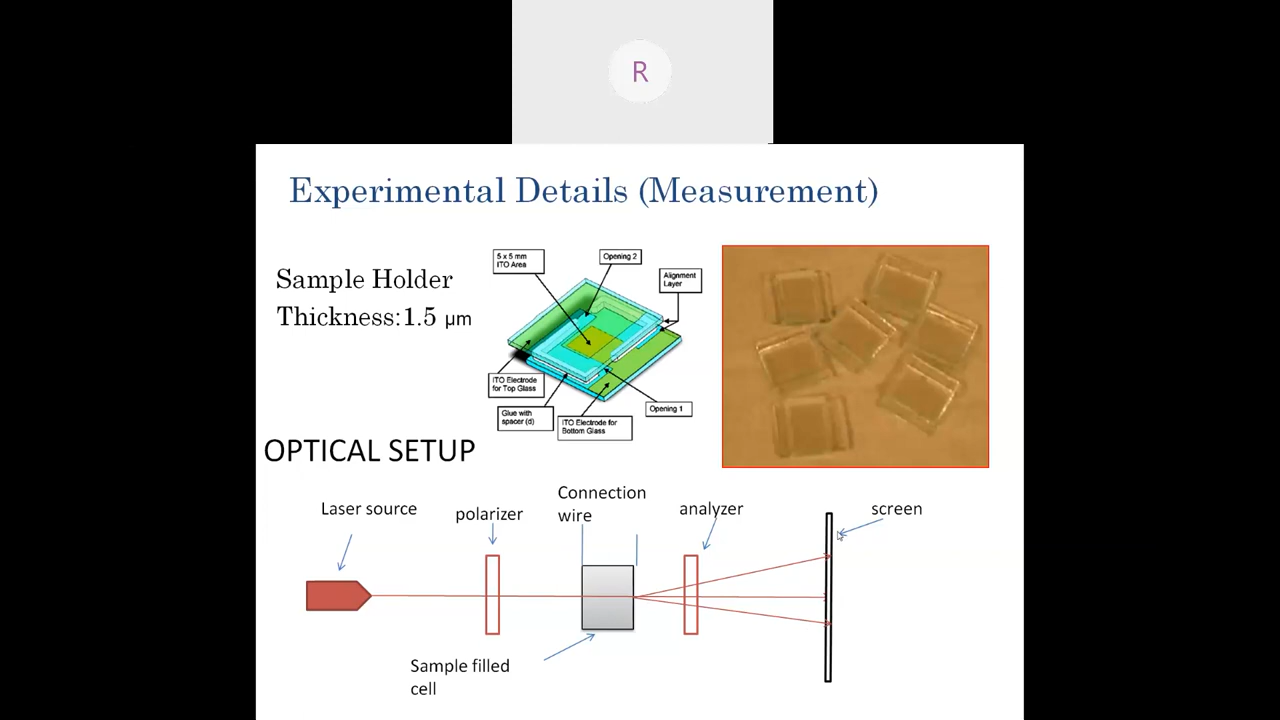 R
Experimental Details (Measurement)
Sample Holder
Thickness:1.5 µm
5 x 5 mm
ITO Area
Opening 2
Alignment
Layer
ITO Electrode
for Top Glass
Glue with
spacer (d)
ITO Electrode for
Bottom Glass
Opening 1
OPTICAL SETUP
Laser source
polarizer
Connection
wire
analyzer
screen
Sample filled
cell